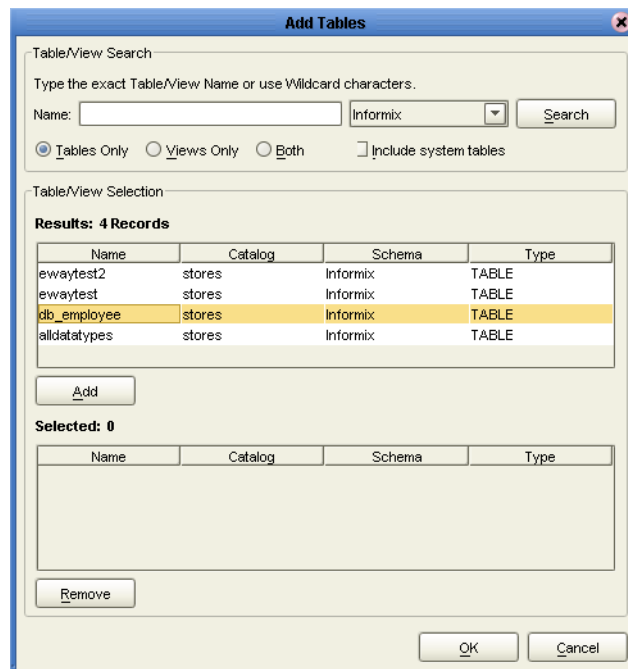 Add Tables
Table/View Search
Type the exact Table/View Name or use Wildcard characters.
Name: Informix Search
Tables Only Views Only Both Include system tables
Table/View Selection
Results: 4 Records
Name Catalog Schema Type
ewaytest2 stores Informix TABLE
ewaytest stores Informix TABLE
db_employee stores Informix TABLE
alldatatypes stores Informix TABLE
Add
Selected: 0
Name Catalog Schema Type
Remove
OK Cancel